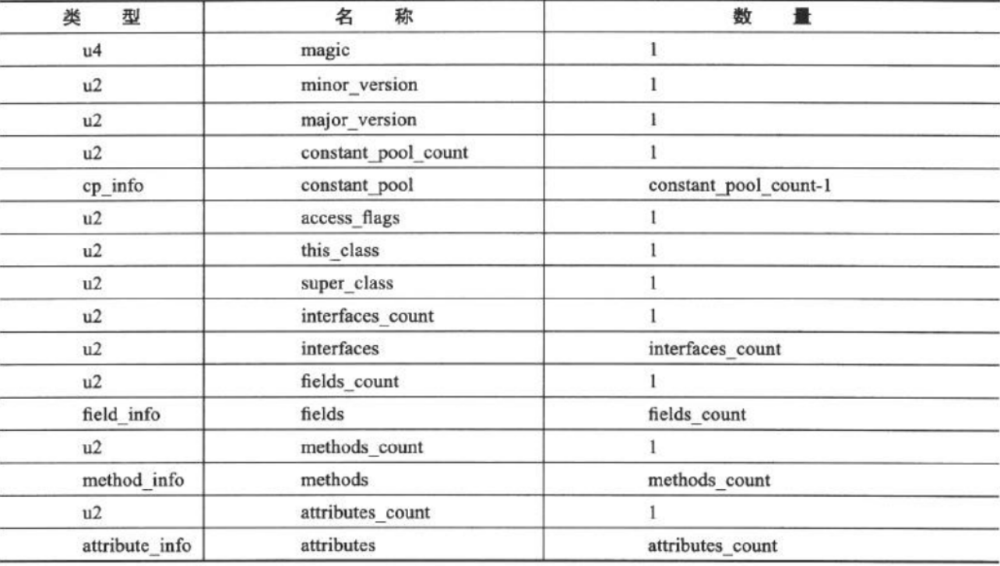 类 型 名 称 数 量
u4 magic 1
u2 minor_version 1
u2 major_version 1
u2 constant_pool_count 1
cp_info constant_pool constant_pool_count-1
u2 access_flags 1
u2 this_class 1
u2 super_class 1
u2 interfaces_count 1
u2 interfaces interfaces_count
u2 fields_count 1
field_info fields fields_count
u2 methods_count 1
method_info methods methods_count
u2 attributes_count 1
attribute_info attributes attributes_count